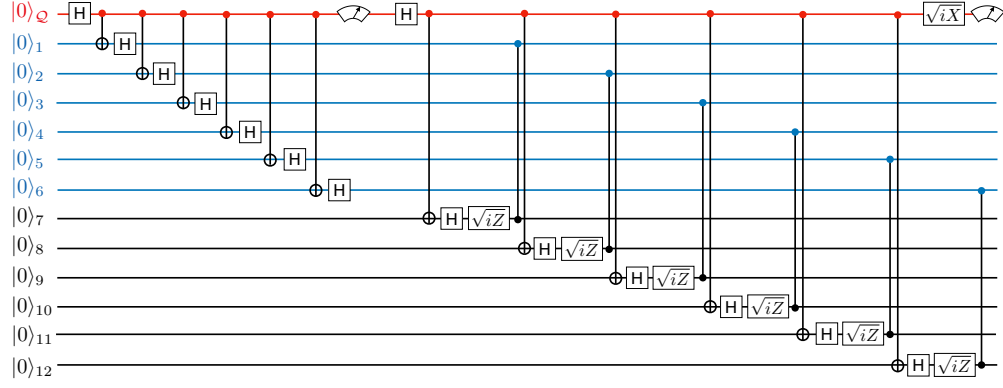 |0⟩_Q H H √iX
|0⟩_1 H
|0⟩_2 H
|0⟩_3 H
|0⟩_4 H
|0⟩_5 H
|0⟩_6 H
|0⟩_7 H √iZ
|0⟩_8 H √iZ
|0⟩_9 H √iZ
|0⟩_10 H √iZ
|0⟩_11 H √iZ
|0⟩_12 H √iZ